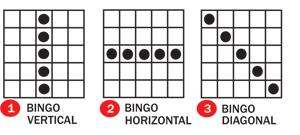 1 BINGO
VERTICAL
2 BINGO
HORIZONTAL
3 BINGO
DIAGONAL